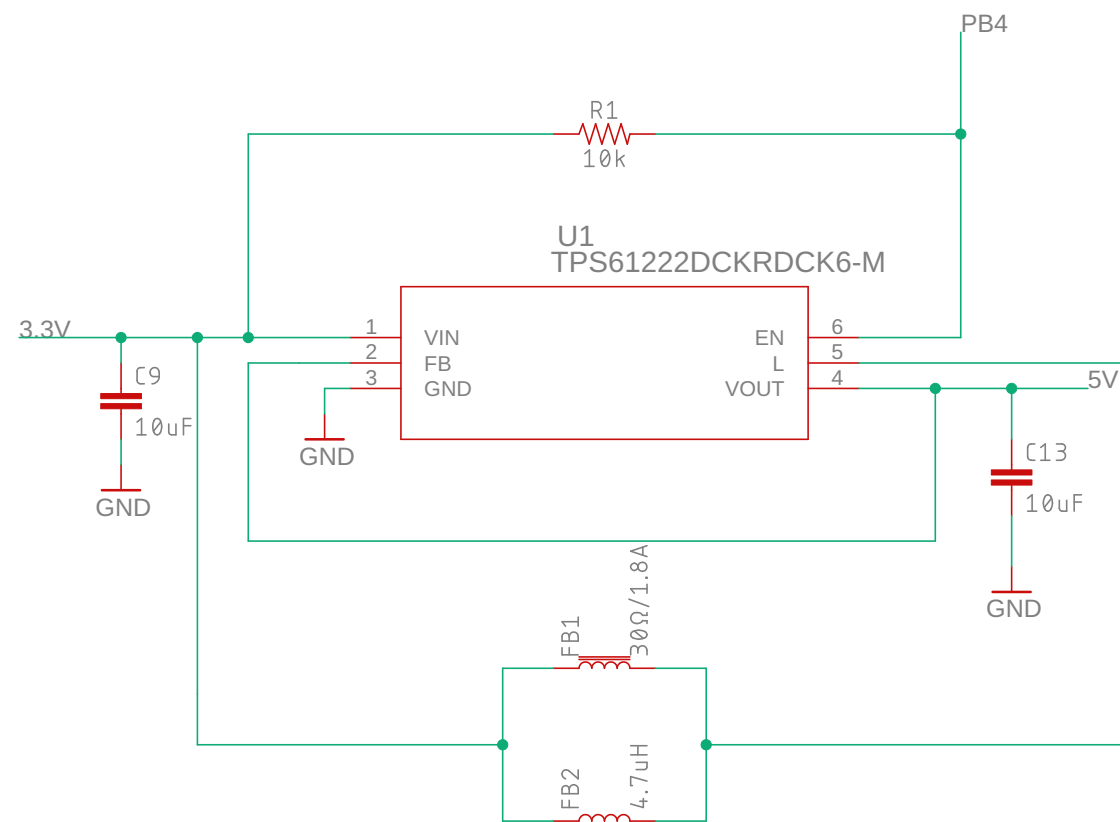 PB4
R1
10k
U1
TPS61222DCKRDCK6-M
3.3V
1 VIN EN 6
2 FB L 5
3 GND VOUT 4
5V
C9
10uF
GND
GND
C13
10uF
GND
FB1
30Ω/1.8A
FB2
4.7uH